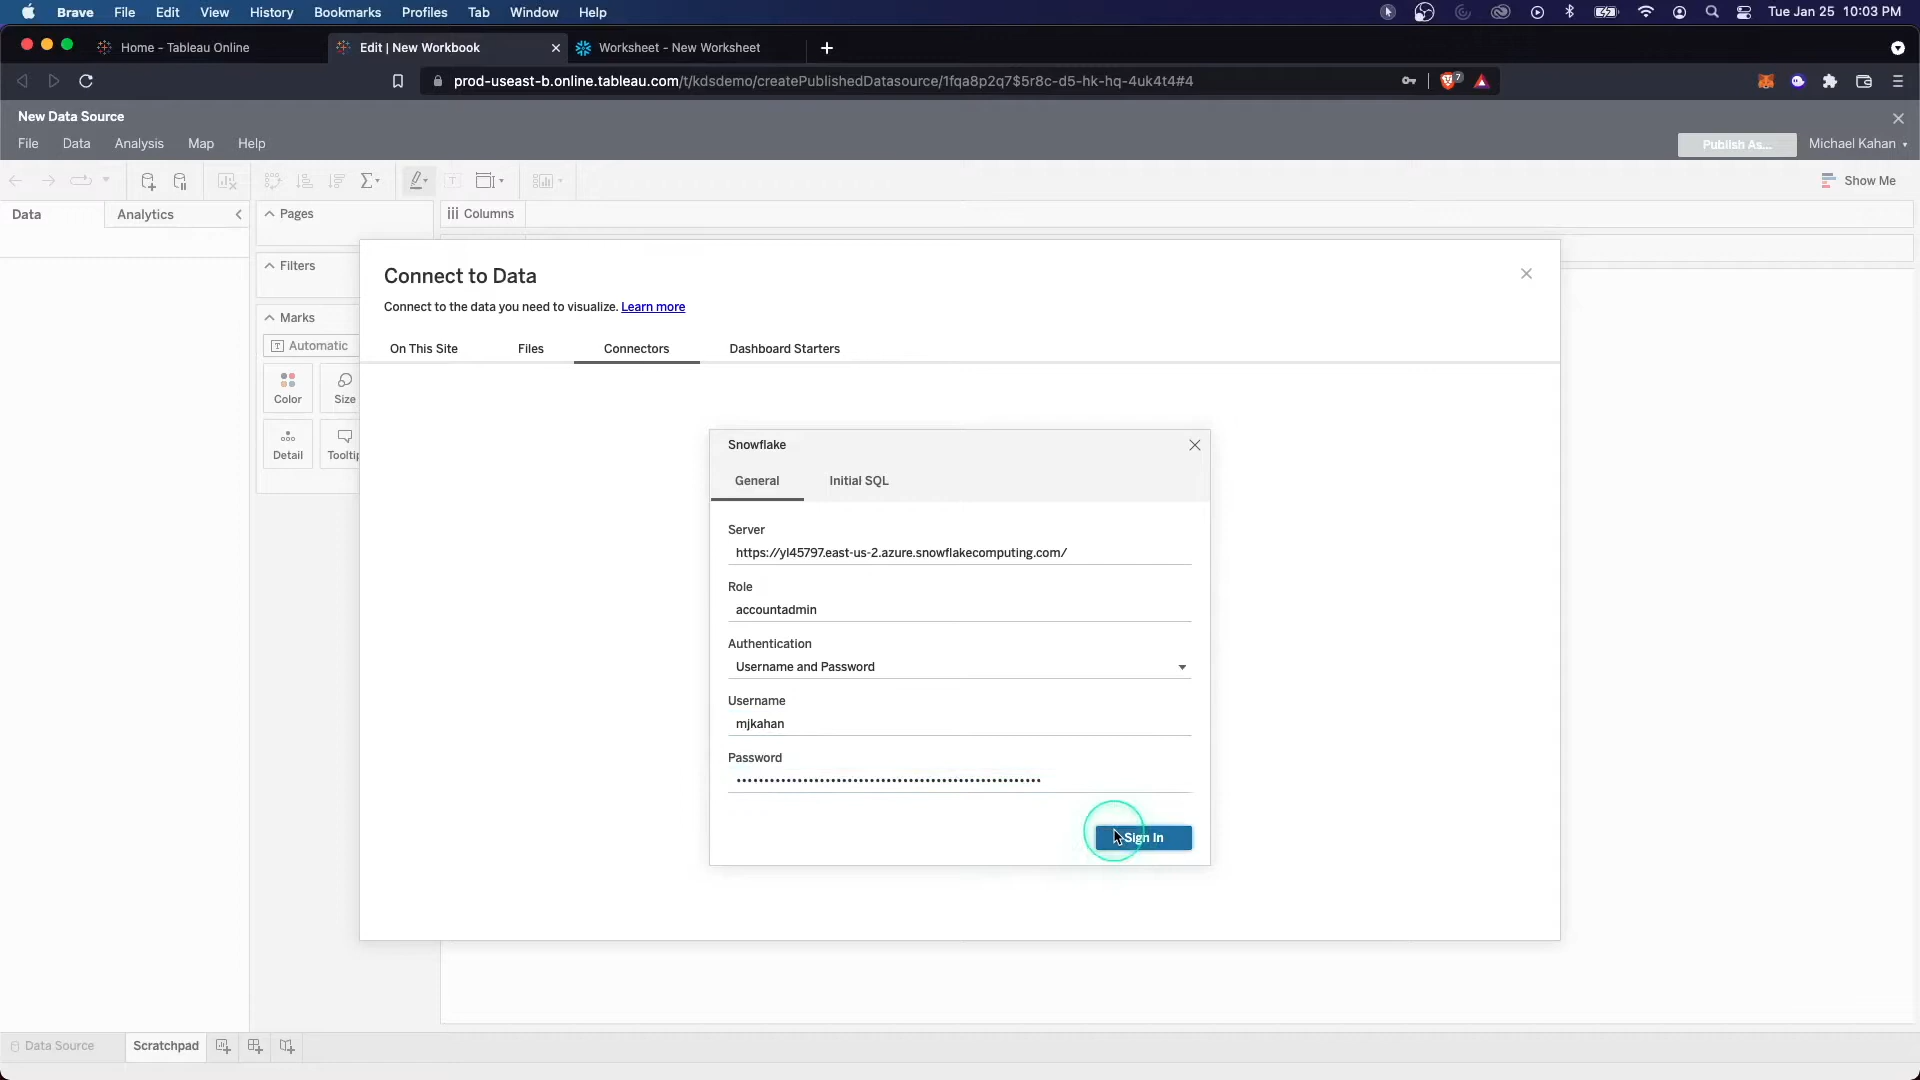 Brave File Edit View History Bookmarks Profiles Tab Window Help Tue Jan 25 10:03 PM
Home - Tableau Online Edit | New Workbook Worksheet - New Worksheet
prod-useast-b.online.tableau.com/t/kdsdemo/createPublishedDatasource/1fqa8p2q7$5r8c-d5-hk-hq-4uk4t4#4 7
New Data Source
File Data Analysis Map Help Publish As... Michael Kahan
Show Me
Data Analytics Pages Columns
Filters
Marks
Automatic
Color Size
Detail Tooltip
Connect to Data
Connect to the data you need to visualize. Learn more
On This Site Files Connectors Dashboard Starters
Snowflake
General Initial SQL
Server
https://yl45797.east-us-2.azure.snowflakecomputing.com/
Role
accountadmin
Authentication
Username and Password
Username
mjkahan
Password
Sign In
Data Source Scratchpad